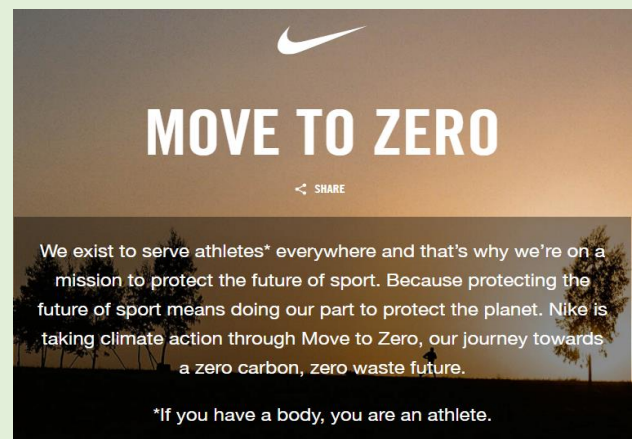 MOVE TO ZERO
SHARE
We exist to serve athletes* everywhere and that's why we're on a
mission to protect the future of sport. Because protecting the
future of sport means doing our part to protect the planet. Nike is
taking climate action through Move to Zero, our journey towards
a zero carbon, zero waste future.
*If you have a body, you are an athlete.